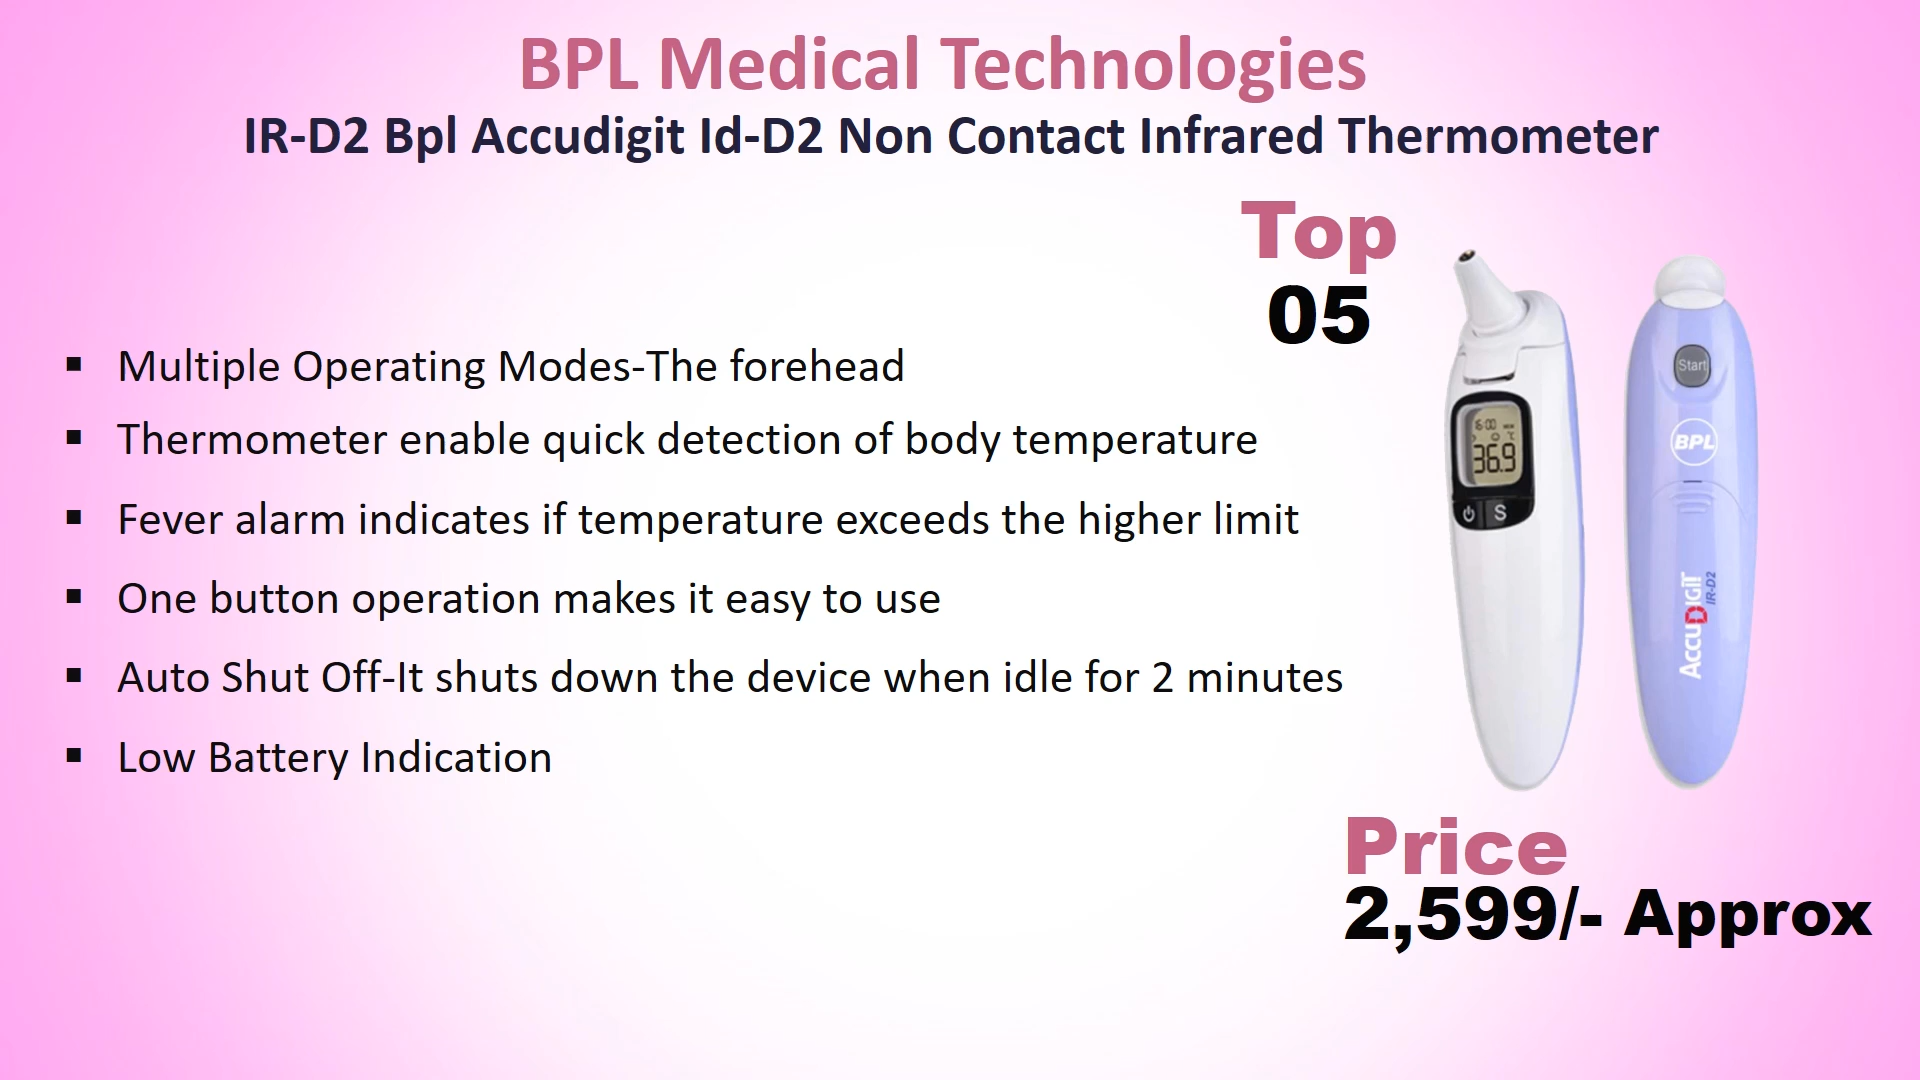 BPL Medical Technologies
IR-D2 Bpl Accudigit Id-D2 Non Contact Infrared Thermometer
Top
05
▪ Multiple Operating Modes-The forehead
▪ Thermometer enable quick detection of body temperature
▪ Fever alarm indicates if temperature exceeds the higher limit
▪ One button operation makes it easy to use
▪ Auto Shut Off-It shuts down the device when idle for 2 minutes
▪ Low Battery Indication
16:00
°C
36.9
S
Start
BPL
AccuDigit
IR-D2
Price
2,599/- Approx